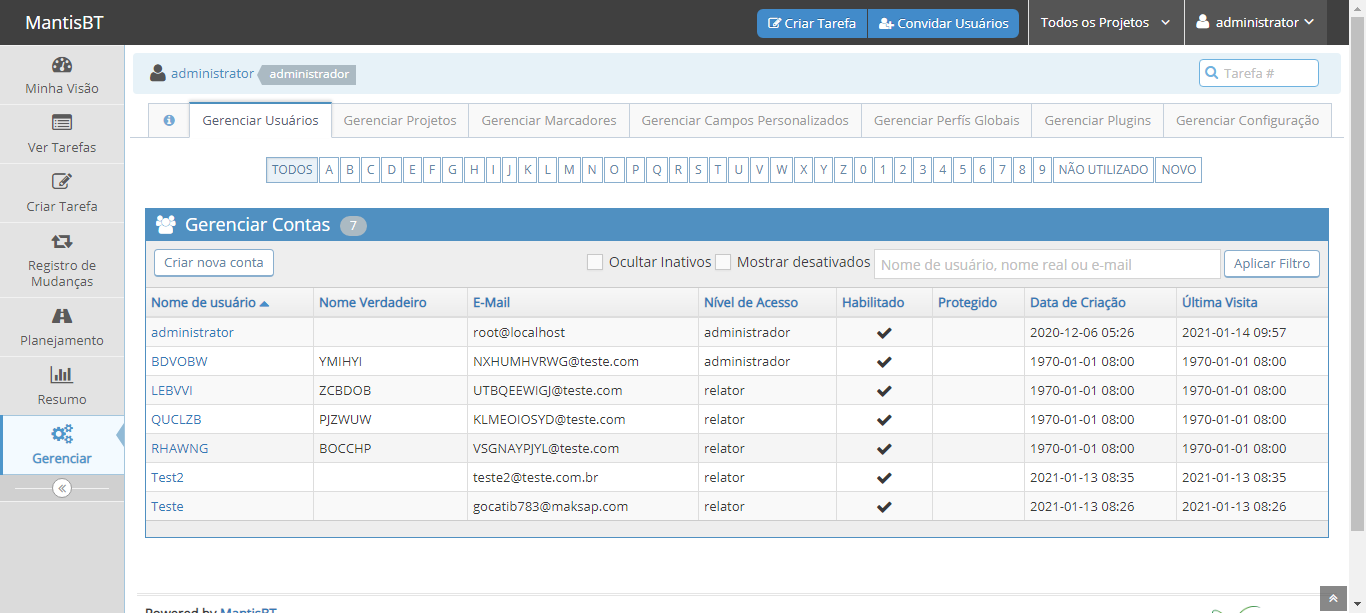 MantisBT
Criar Tarefa
Convidar Usuários
Todos os Projetos
administrator
Minha Visão
Ver Tarefas
Criar Tarefa
Registro de
Mudanças
Planejamento
Resumo
Gerenciar
administrator administrador
Tarefa #
Gerenciar Usuários Gerenciar Projetos Gerenciar Marcadores Gerenciar Campos Personalizados Gerenciar Perfís Globais Gerenciar Plugins Gerenciar Configuração
TODOS A B C D E F G H I J K L M N O P Q R S T U V W X Y Z 0 1 2 3 4 5 6 7 8 9 NÃO UTILIZADO NOVO
Gerenciar Contas 7
Criar nova conta Ocultar Inativos Mostrar desativados Nome de usuário, nome real ou e-mail Aplicar Filtro
Nome de usuário Nome Verdadeiro E-Mail Nível de Acesso Habilitado Protegido Data de Criação Última Visita
administrator root@localhost administrador 2020-12-06 05:26 2021-01-14 09:57
BDVOBW YMIHYI NXHUMHVRWG@teste.com administrador 1970-01-01 08:00 1970-01-01 08:00
LEBVVI ZCBDOB UTBQEEWIGJ@teste.com relator 1970-01-01 08:00 1970-01-01 08:00
QUCLZB PJZWUW KLMEOIOSYD@teste.com relator 1970-01-01 08:00 1970-01-01 08:00
RHAWNG BOCCHP VSGNAYPJYL@teste.com relator 1970-01-01 08:00 1970-01-01 08:00
Test2 teste2@teste.com.br relator 2021-01-13 08:35 2021-01-13 08:35
Teste gocatib783@maksap.com relator 2021-01-13 08:26 2021-01-13 08:26
Powered by MantisBT